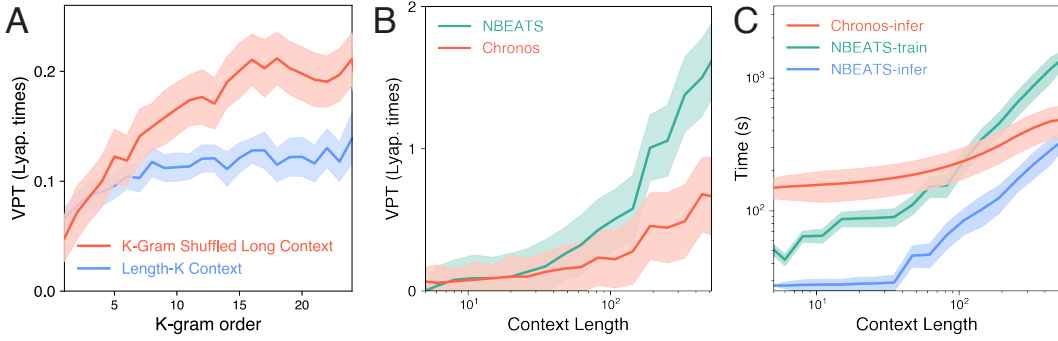 A
VPT (Lyap. times)
0.2
0.1
0.0
K-Gram Shuffled Long Context
Length-K Context
5
10
15
20
K-gram order
B
VPT (Lyap. times)
2
1
0
NBEATS
Chronos
10¹
10²
Context Length
C
Time (s)
10³
10²
Chronos-infer
NBEATS-train
NBEATS-infer
10¹
10²
Context Length